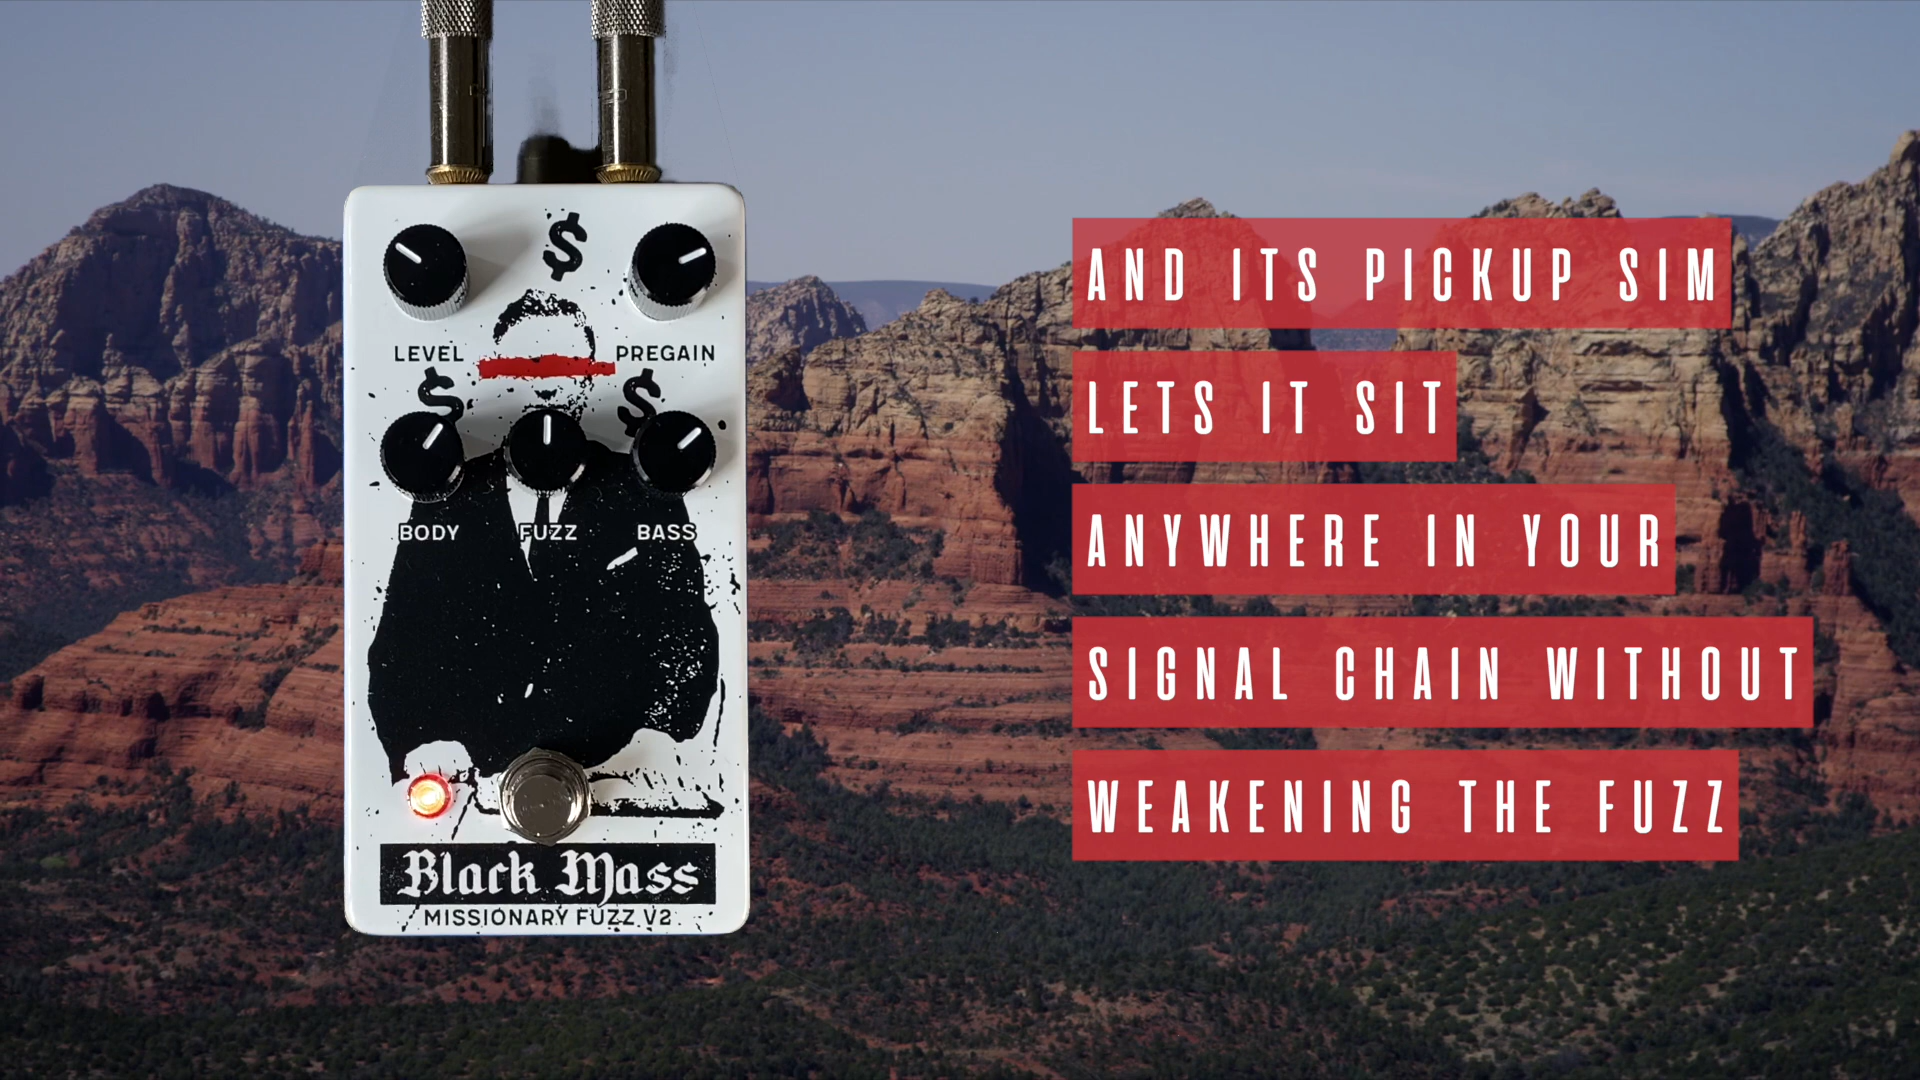 $
LEVEL
PREGAIN
$ $
BODY
FUZZ
BASS
Black Mass
MISSIONARY FUZZ V2
AND ITS PICKUP SIM
LETS IT SIT
ANYWHERE IN YOUR
SIGNAL CHAIN WITHOUT
WEAKENING THE FUZZ